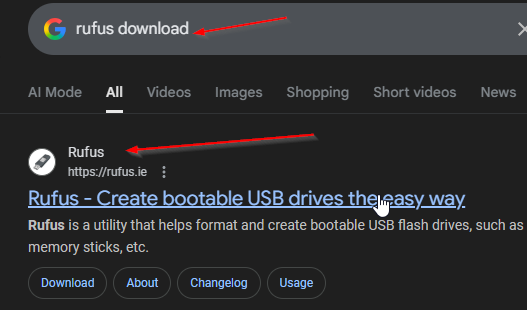 rufus download
AI Mode All Videos Images Shopping Short videos News
Rufus
https://rufus.ie
Rufus - Create bootable USB drives the easy way
Rufus is a utility that helps format and create bootable USB flash drives, such as
memory sticks, etc.
Download About Changelog Usage